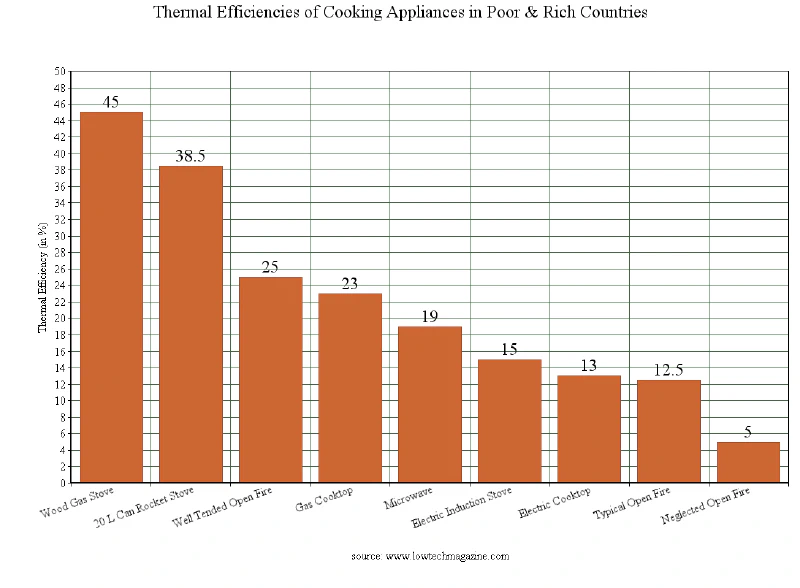 Thermal Efficiencies of Cooking Appliances in Poor & Rich Countries
50
48
46
44
42
40
38
36
34
32
30
28
26
24
22
20
18
16
14
12
10
8
6
4
2
0
Thermal Efficiency (in %)
45
38.5
25
23
19
15
13
12.5
5
Wood Gas Stove
20 L Can Rocket Stove
Well Tended Open Fire
Gas Cooktop
Microwave
Electric Induction Stove
Electric Cooktop
Typical Open Fire
Neglected Open Fire
source: www.lowtechmagazine.com